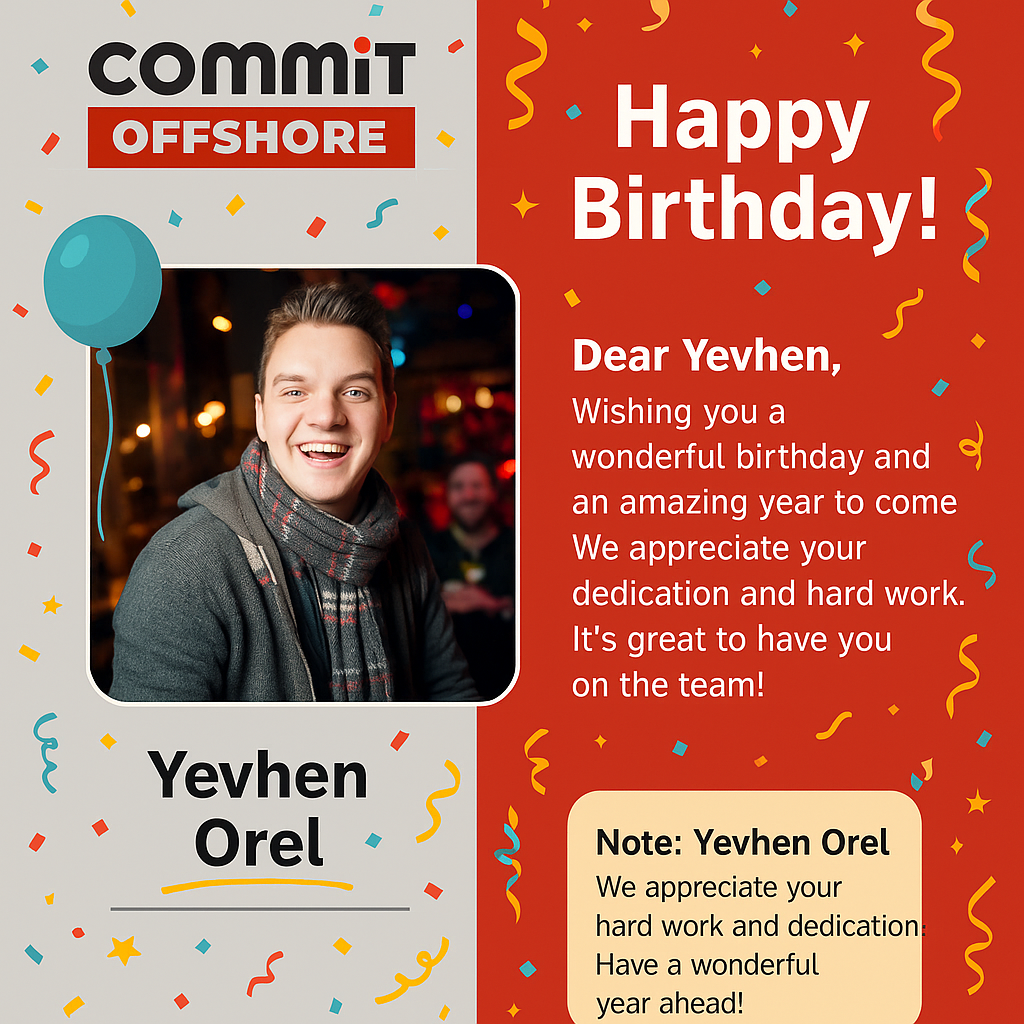 commiT
OFFSHORE
Happy
Birthday!
Dear Yevhen,
Wishing you a
wonderful birthday and
an amazing year to come
We appreciate your
dedication and hard work.
It's great to have you
on the team!
Yevhen
Orel
Note: Yevhen Orel
We appreciate your
hard work and dedication:
Have a wonderful
year ahead!